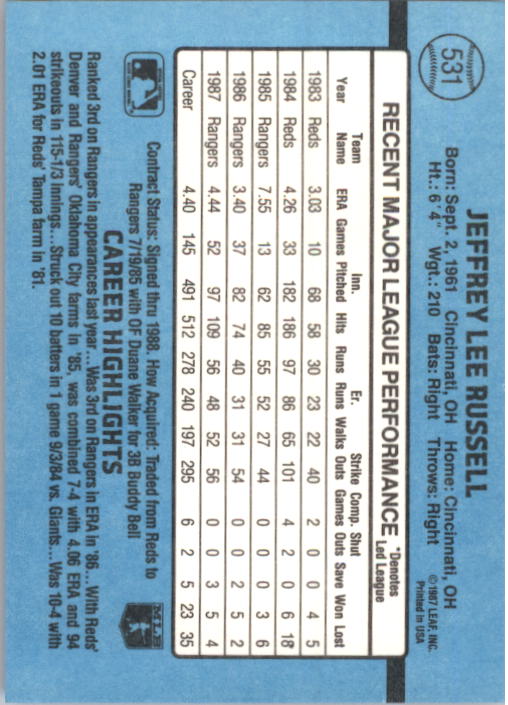 531
JEFFREY LEE RUSSELL
Born: Sept. 2, 1961 Cincinnati, OH Home: Cincinnati, OH
Ht.: 6'4" Wgt.: 210 Bats: Right Throws: Right
©1987 LEAF, INC.
Printed in USA
RECENT MAJOR LEAGUE PERFORMANCE
*Denotes
Led League
Inn. Er. Strike Comp. Shut
Year Team Name ERA Games Pitched Hits Runs Runs Walks Outs Games Outs Save Won Lost
1983 Reds 3.03 10 68 58 30 23 22 40 2 0 0 4 5
1984 Reds 4.26 33 182 186 97 86 65 101 4 2 0 6 18*
1985 Rangers 7.55 13 62 85 55 52 27 44 0 0 0 3 6
1986 Rangers 3.40 37 82 74 40 31 31 54 0 0 2 5 2
1987 Rangers 4.44 52 97 109 56 48 52 56 0 0 3 5 4
Career 4.40 145 491 512 278 240 197 295 6 2 5 23 35
Contract Status: Signed thru 1988. How Acquired: Traded from Reds to
Rangers 7/19/85 with OF Duane Walker for 3B Buddy Bell
MLB
CAREER HIGHLIGHTS
Ranked 3rd on Rangers in appearances last year...Was 3rd on Rangers in ERA in '86...With Reds'
Denver and Rangers' Oklahoma City farms in '85, was combined 7-4 with 4.06 ERA and 94
strikeouts in 115-1/3 innings...Struck out 10 batters in 1 game 9/3/84 vs. Giants...Was 10-4 with
2.01 ERA for Reds' Tampa farm in '81.